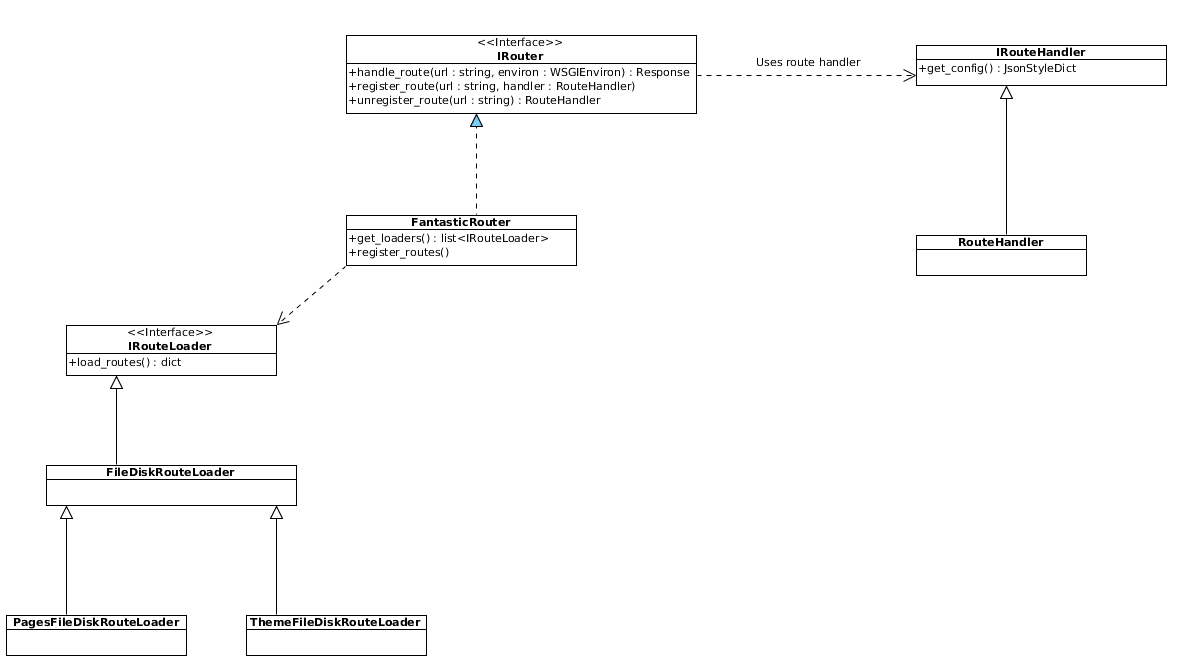 <<Interface>>
IRouter
+handle_route(url : string, environ : WSGIEnviron) : Response
+register_route(url : string, handler : RouteHandler)
+unregister_route(url : string) : RouteHandler
Uses route handler
IRouteHandler
+get_config() : JsonStyleDict
FantasticRouter
+get_loaders() : list<IRouteLoader>
+register_routes()
RouteHandler
<<Interface>>
IRouteLoader
+load_routes() : dict
FileDiskRouteLoader
PagesFileDiskRouteLoader
ThemeFileDiskRouteLoader